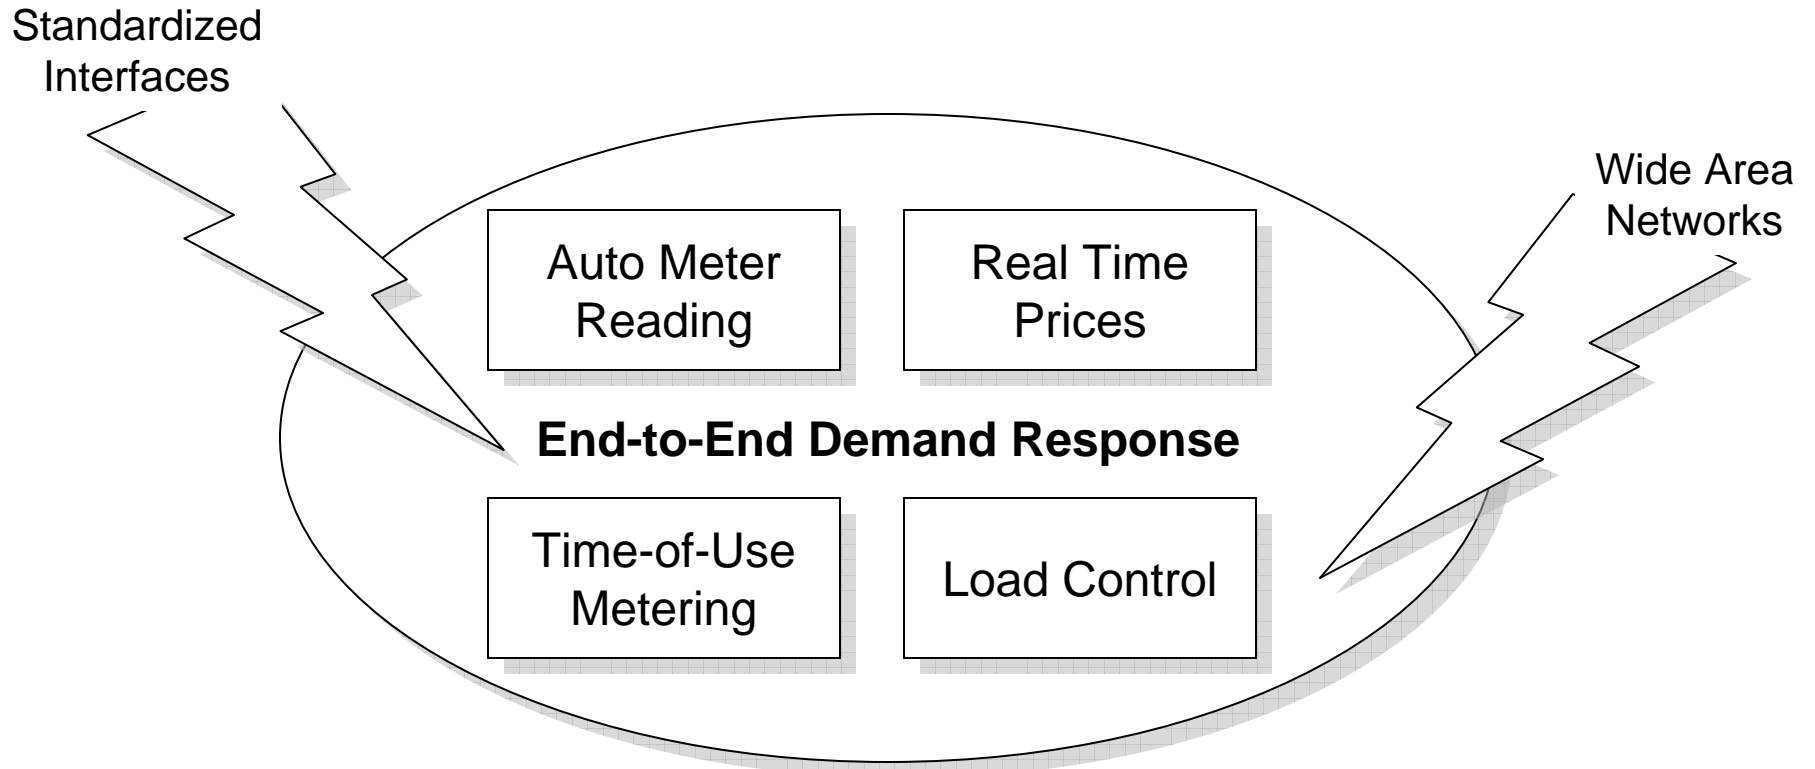 Standardized
Interfaces
Wide Area
Networks
Auto Meter
Reading
Real Time
Prices
End-to-End Demand Response
Time-of-Use
Metering
Load Control